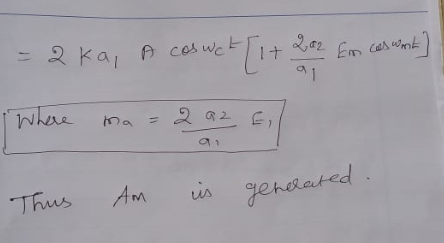 = 2 K a₁ A cos wc t [1 + 2a₂/a₁ Em cos wmt]
Where ma = 2 a₂/a₁ E₁
Thus Am is generated.